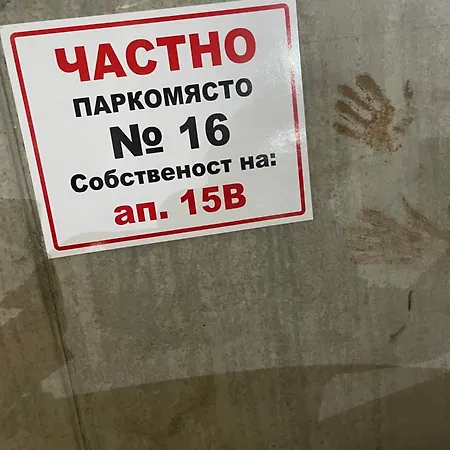 ЧАСТНО
ПАРКОМЯСТО
№ 16
Собственост на:
ап. 15В